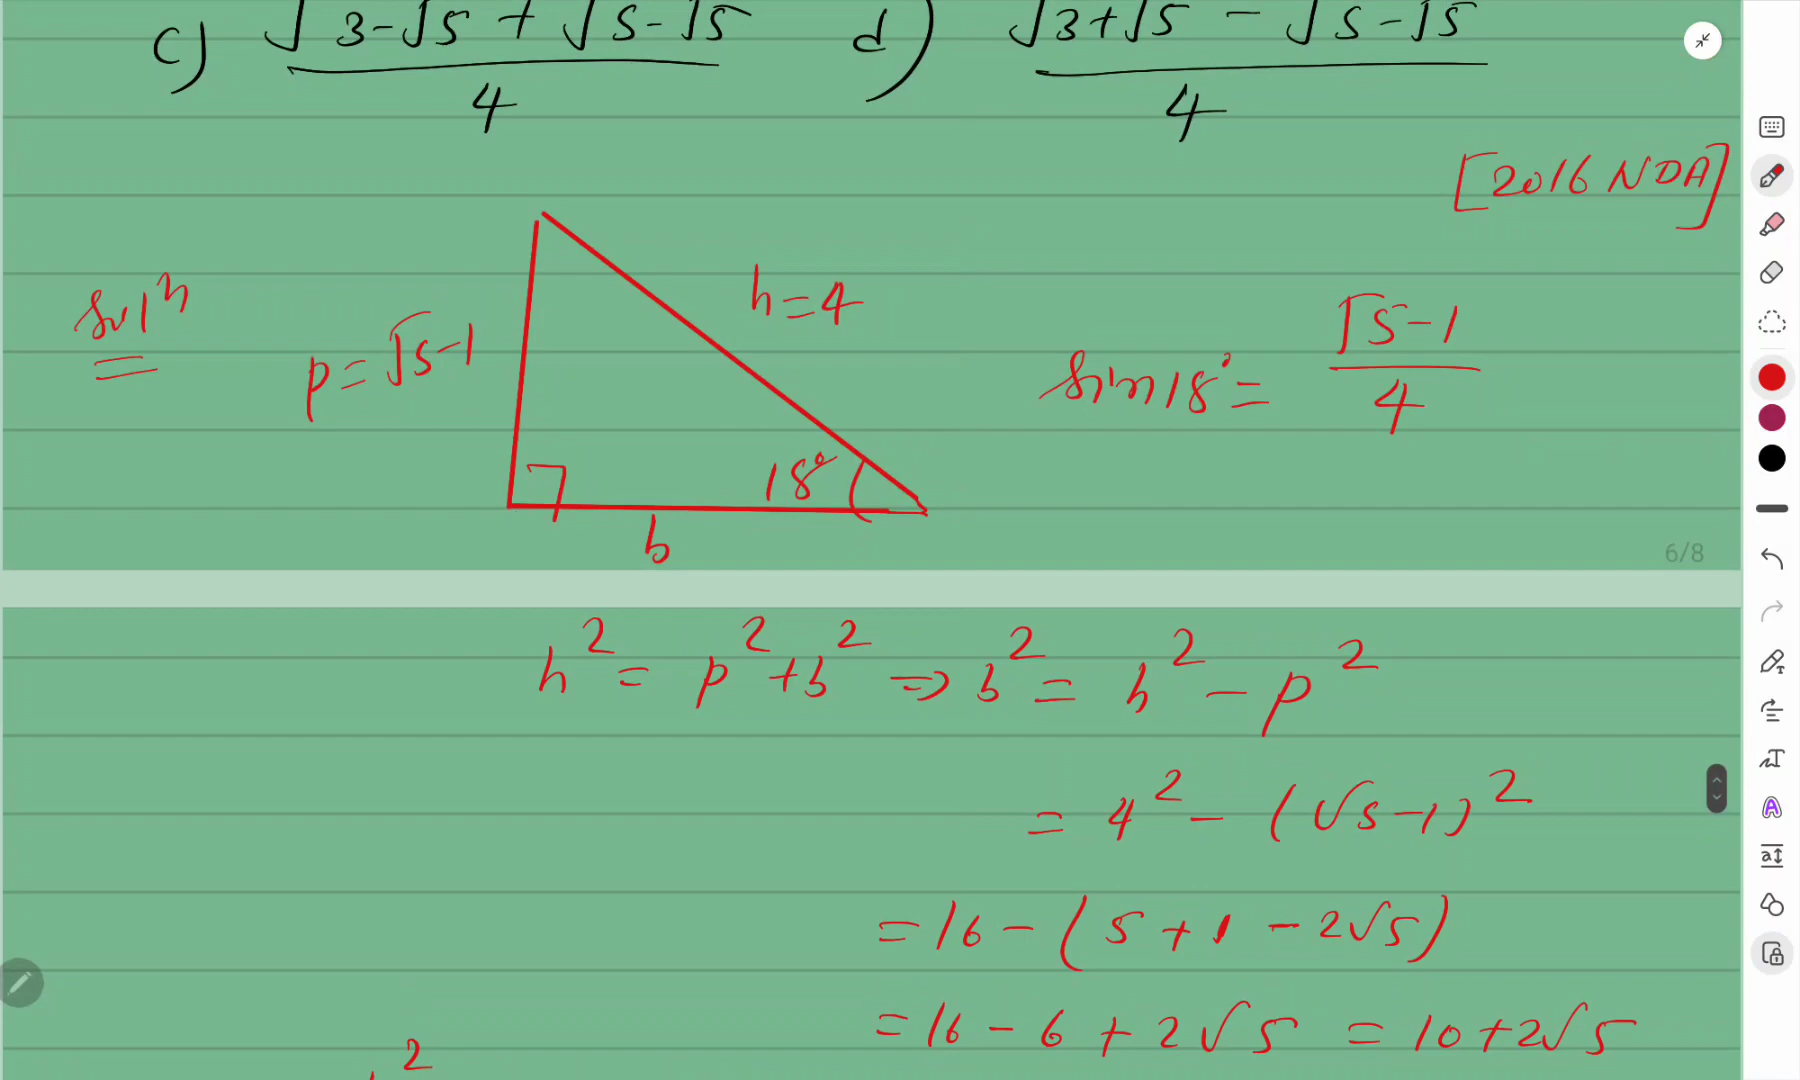 c) √3-√5 + √5-√5 / 4 d) √3+√5 - √5-√5 / 4
[2016 NDA]
Solⁿ
p = √5-1
h=4
sin18° = √5-1 / 4
18°
b
6/8
h² = p²+b² ⇒ b² = h² - p²
= 4² - (√5-1)²
= 16 - (5+1 - 2√5)
= 16 - 6 + 2√5 = 10+2√5
2